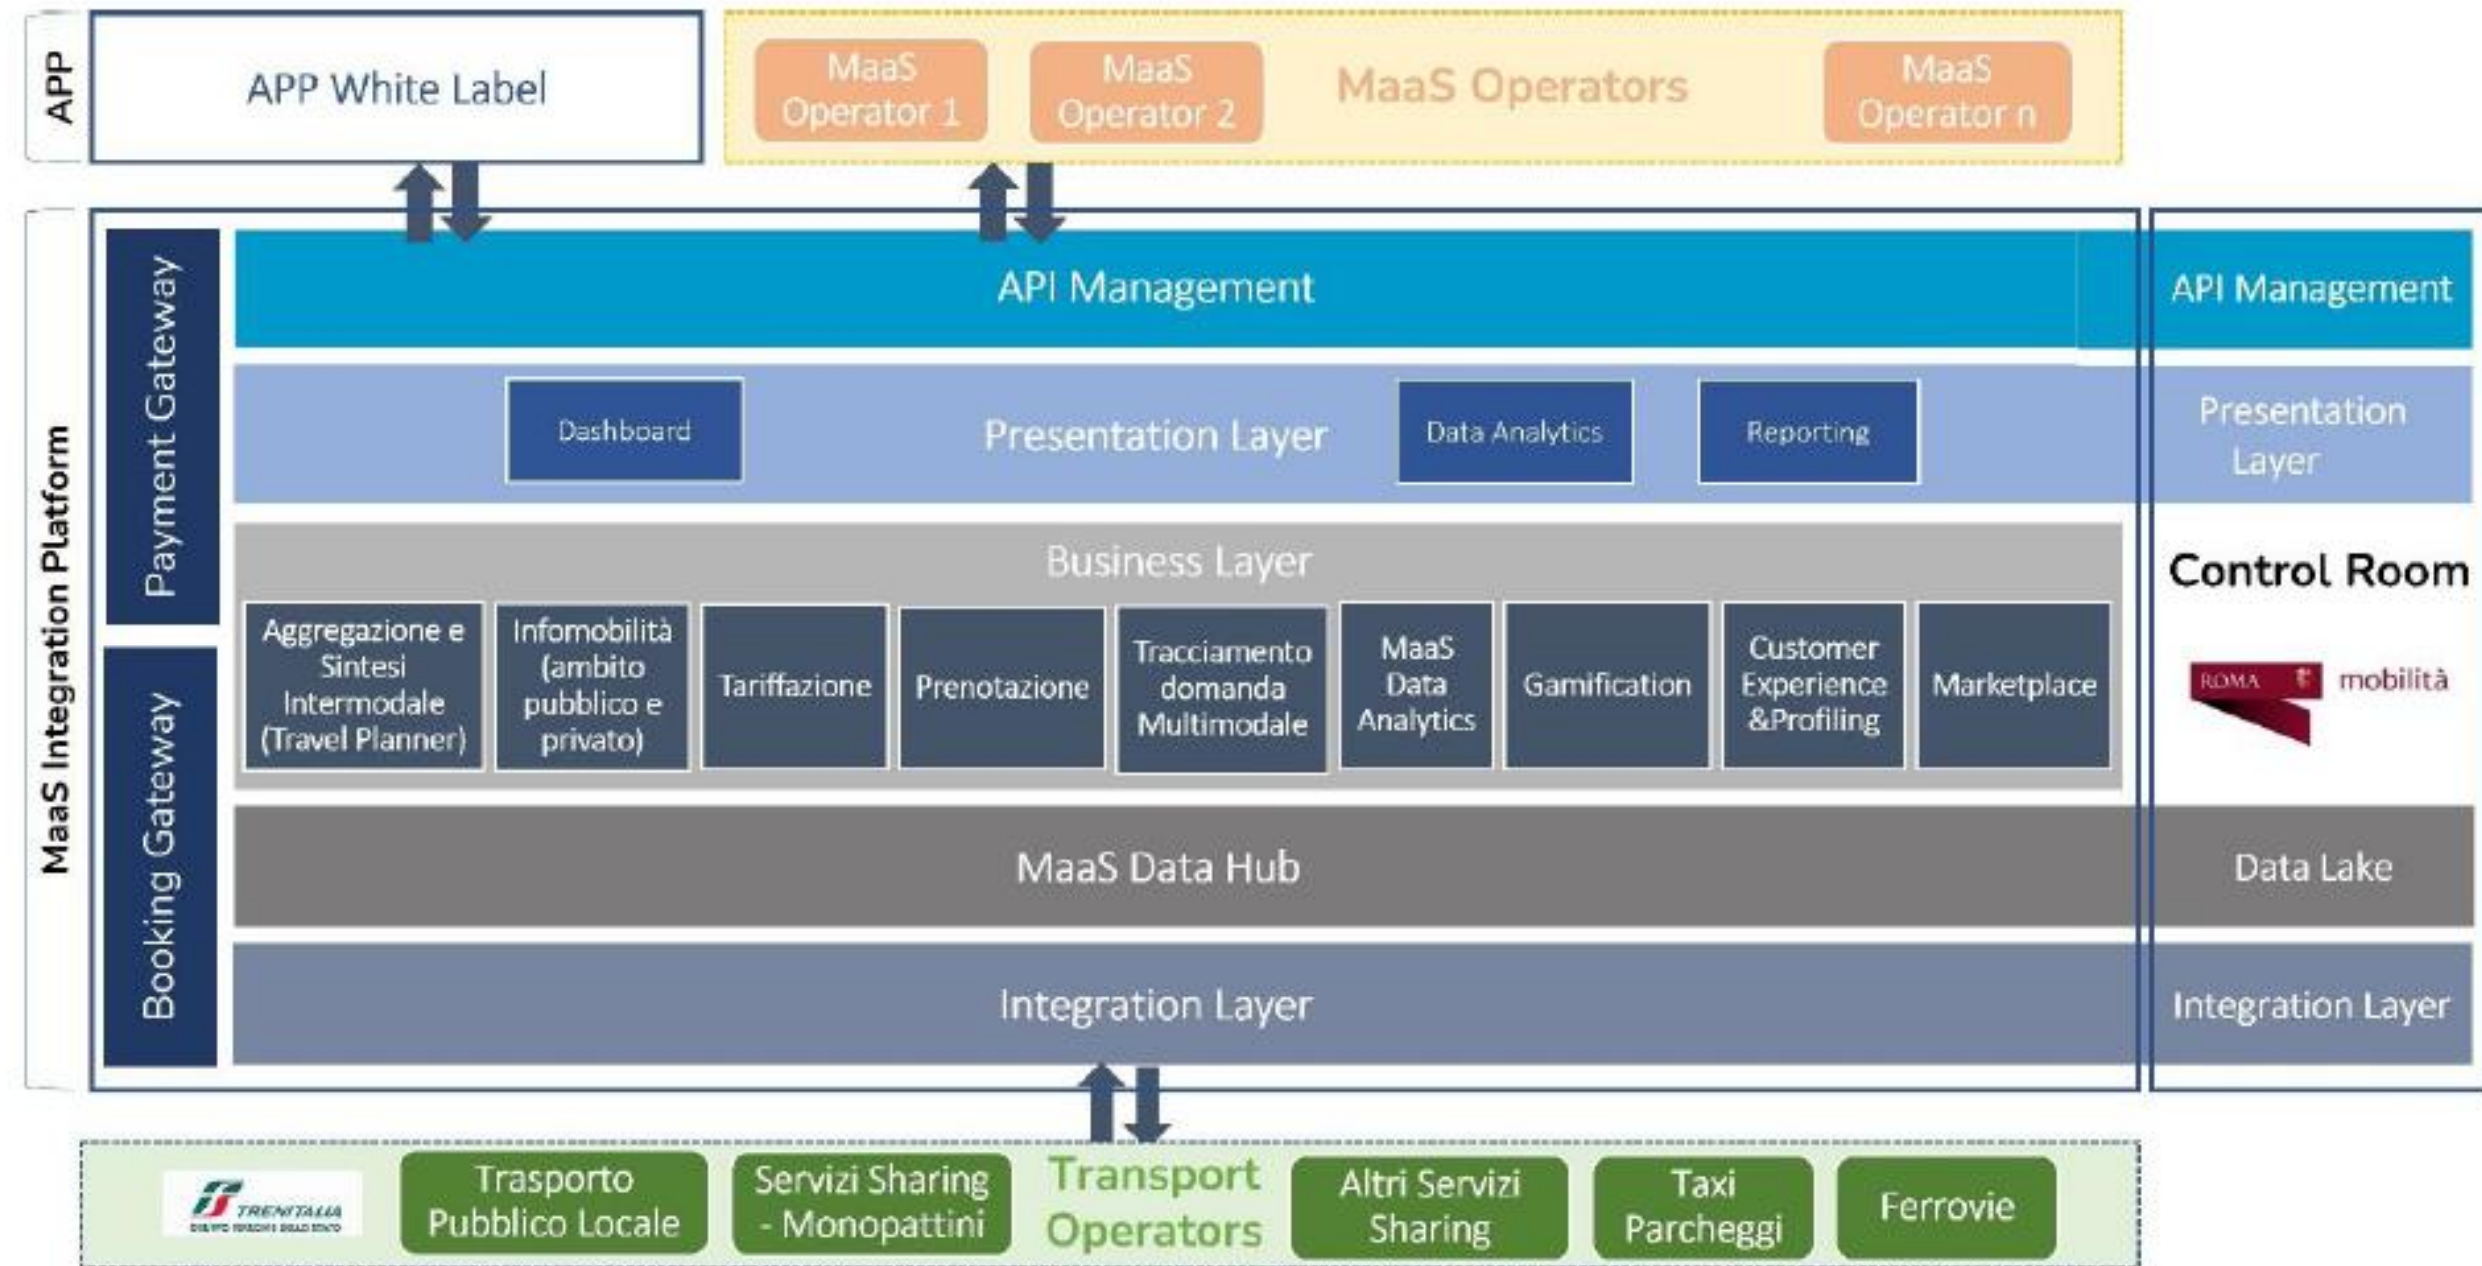 APP
APP White Label
MaaS
Operator 1
MaaS
Operator 2
MaaS Operators
MaaS
Operator n
MaaS Integration Platform
Payment Gateway
Booking Gateway
API Management
API Management
Dashboard
Presentation Layer
Data Analytics
Reporting
Presentation
Layer
Business Layer
Aggregazione e
Sintesi
Intermodale
(Travel Planner)
Infomobilità
(ambito
pubblico e
privato)
Tariffazione
Prenotazione
Tracciamento
domanda
Multimodale
MaaS
Data
Analytics
Gamification
Customer
Experience
&Profiling
Marketplace
Control Room
ROMA
mobilità
MaaS Data Hub
Data Lake
Integration Layer
Integration Layer
TRENITALIA
Trasporto
Pubblico Locale
Servizi Sharing
- Monopattini
Transport
Operators
Altri Servizi
Sharing
Taxi
Parcheggi
Ferrovie